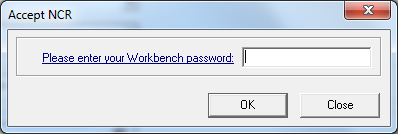 Accept NCR
Please enter your Workbench password:
OK
Close